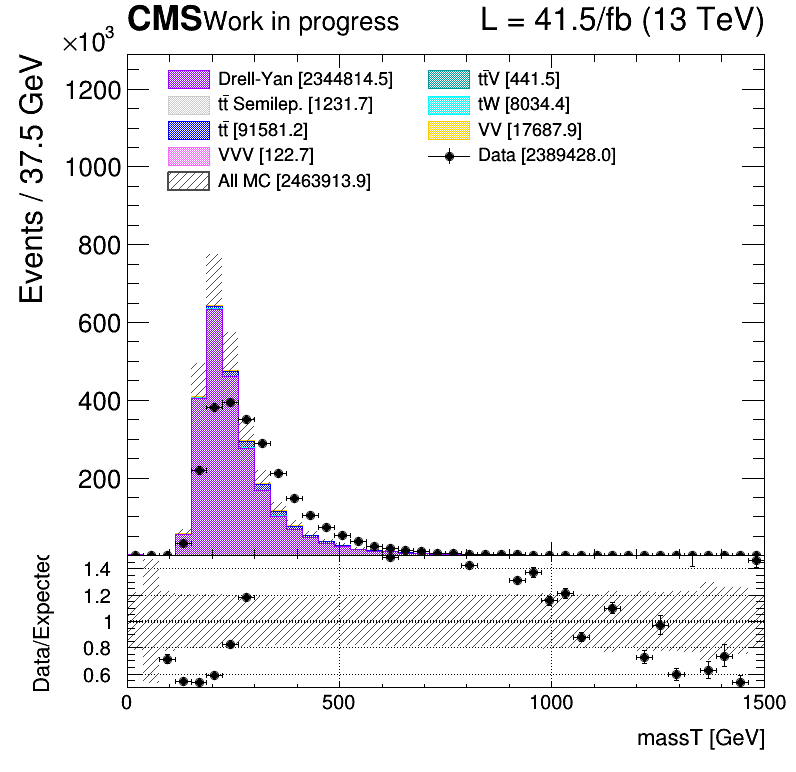 CMS Work in progress L = 41.5/fb (13 TeV)
×10³
Events / 37.5 GeV
1200
1000
800
600
400
200
Drell-Yan [2344814.5]
tt̄ Semilep. [1231.7]
tt̄ [91581.2]
VVV [122.7]
All MC [2463913.9]
tt̄V [441.5]
tW [8034.4]
VV [17687.9]
Data [2389428.0]
Data/Expected
1.4
1.2
1
0.8
0.6
0 500 1000 1500
massT [GeV]